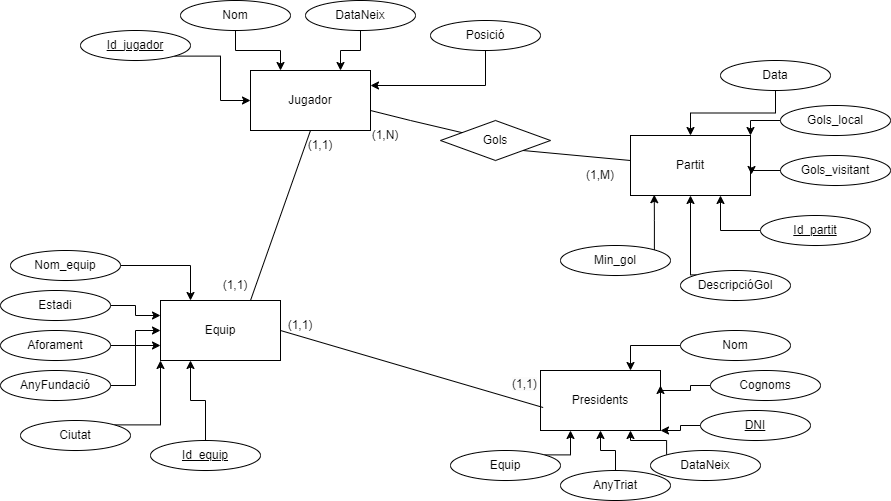 Nom
DataNeix
Id_jugador
Posició
Jugador
Data
Gols_local
(1,N)
(1,1)
Gols
Partit
Gols_visitant
(1,M)
Id_partit
Min_gol
DescripcióGol
Nom_equip
(1,1)
Estadi
Equip
(1,1)
Aforament
AnyFundació
Ciutat
Id_equip
Nom
(1,1)
Presidents
Cognoms
DNI
Equip
DataNeix
AnyTriat